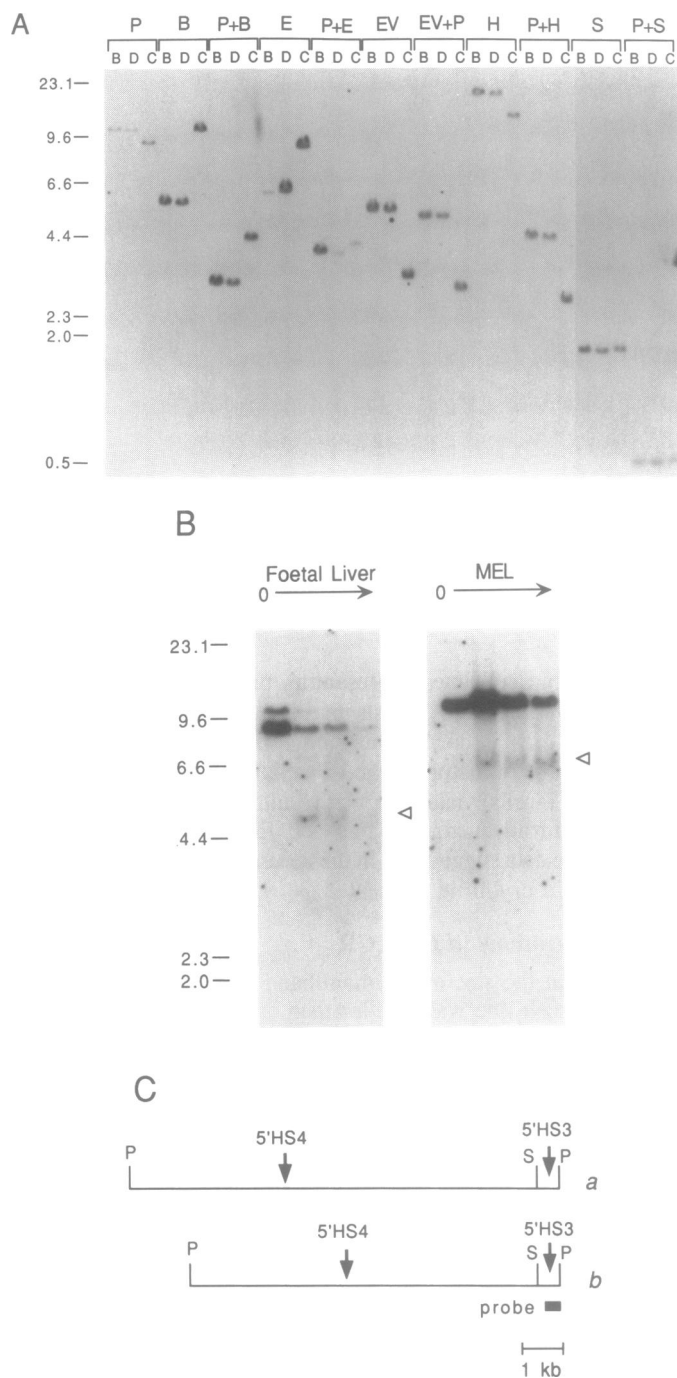 A
P B P+B E P+E EV EV+P H P+H S P+S
B D C B D C B D C B D C B D C B D C B D C B D C B D C B D C B D C
23.1
9.6
6.6
4.4
2.3
2.0
0.5
B
Foetal Liver MEL
0 0
23.1
9.6
6.6
4.4
2.3
2.0
C
5'HS4 5'HS3
P S P
a
5'HS4 5'HS3
P S P
b
probe
1 kb